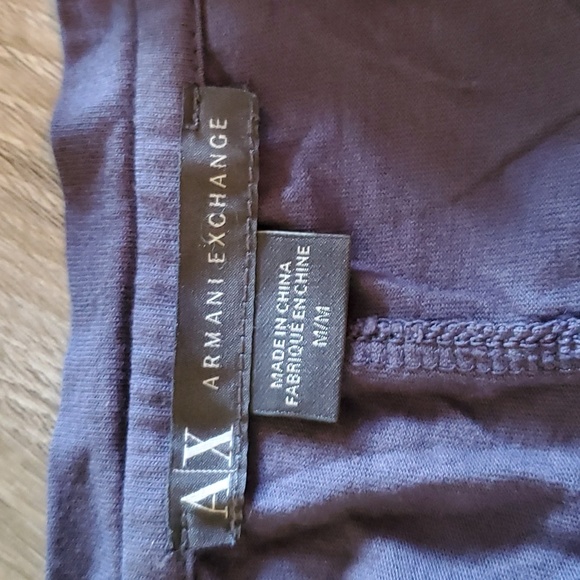 AX ARMANI EXCHANGE
MADE IN CHINA
FABRIQUÉ EN CHINE
M/M